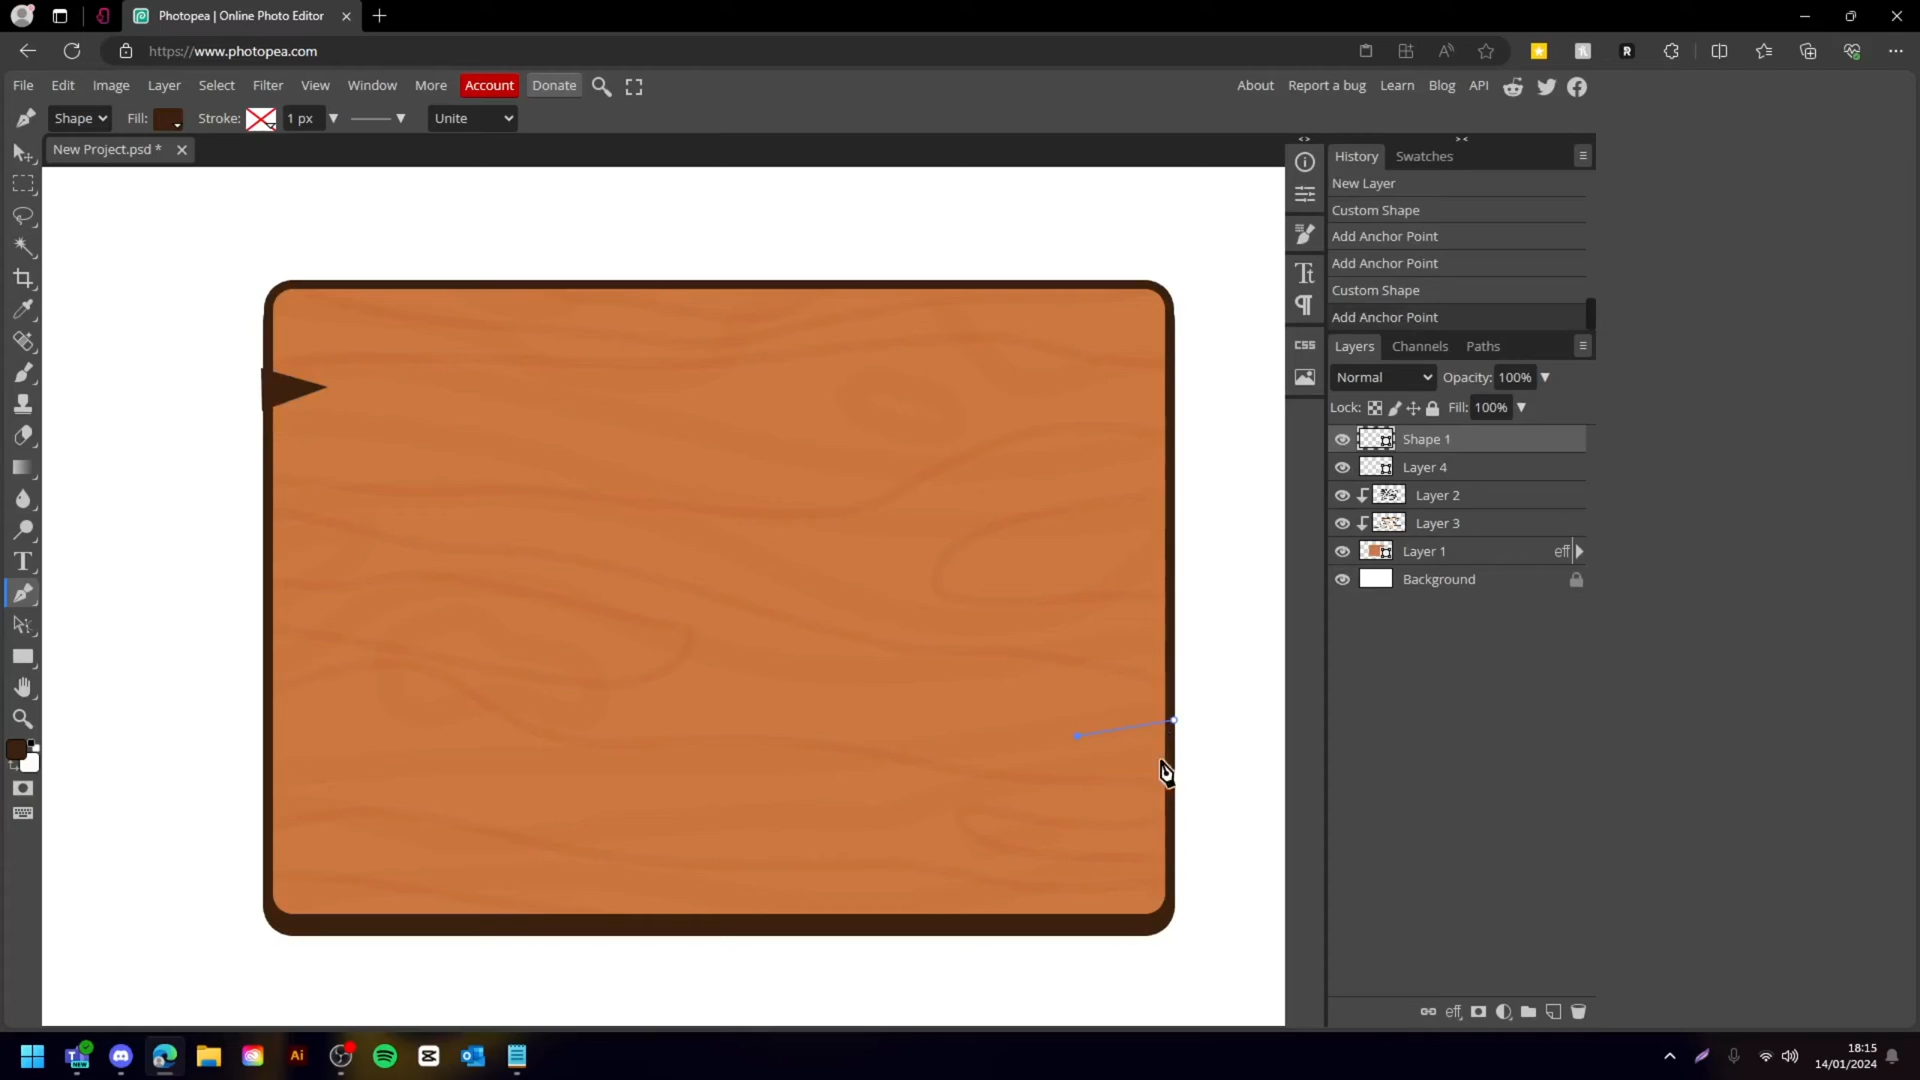 Photopea | Online Photo Editor
https://www.photopea.com
File Edit Image Layer Select Filter View Window More Account Donate
About Report a bug Learn Blog API
Shape Fill: Stroke: 1 px Unite
New Project.psd *
History Swatches
New Layer
Custom Shape
Add Anchor Point
Add Anchor Point
Custom Shape
Add Anchor Point
Layers Channels Paths
Normal Opacity: 100%
Lock: Fill: 100%
Shape 1
Layer 4
Layer 2
Layer 3
Layer 1 eff
Background
CSS
eff
18:15
14/01/2024